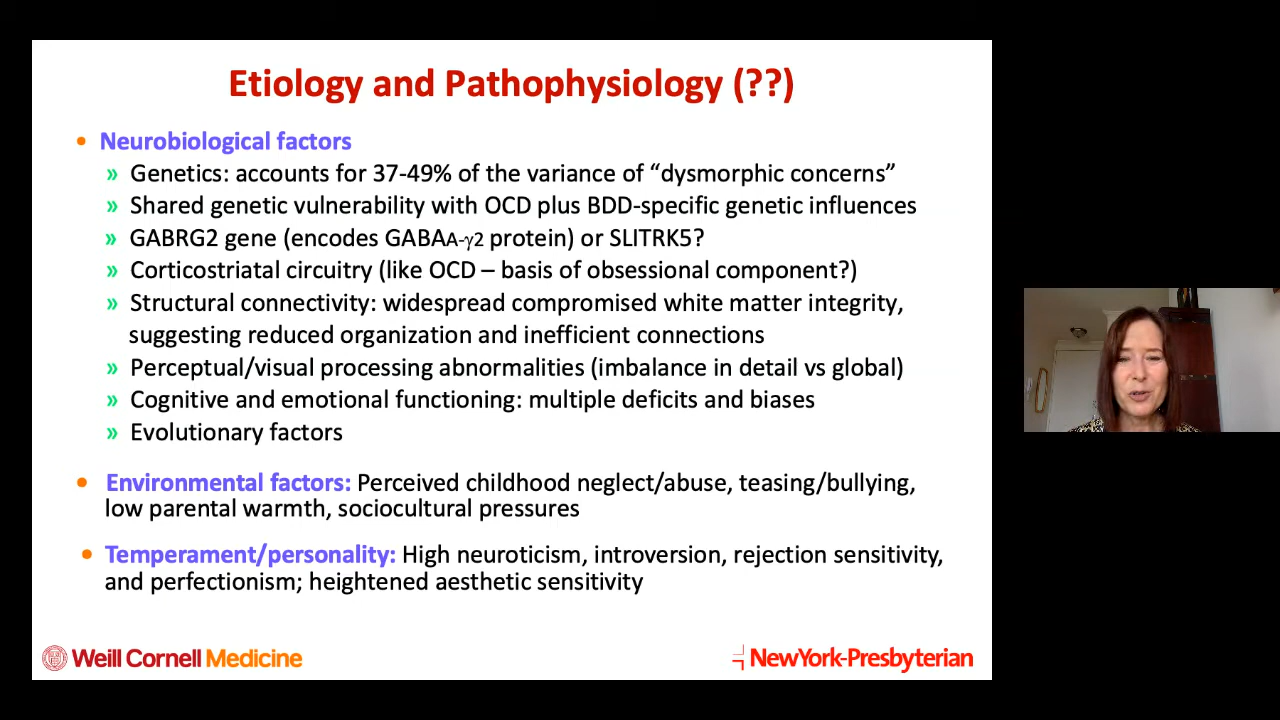 Etiology and Pathophysiology (??)
• Neurobiological factors
» Genetics: accounts for 37-49% of the variance of “dysmorphic concerns”
» Shared genetic vulnerability with OCD plus BDD-specific genetic influences
» GABRG2 gene (encodes GABAA-γ2 protein) or SLITRK5?
» Corticostriatal circuitry (like OCD – basis of obsessional component?)
» Structural connectivity: widespread compromised white matter integrity,
suggesting reduced organization and inefficient connections
» Perceptual/visual processing abnormalities (imbalance in detail vs global)
» Cognitive and emotional functioning: multiple deficits and biases
» Evolutionary factors
• Environmental factors: Perceived childhood neglect/abuse, teasing/bullying,
low parental warmth, sociocultural pressures
• Temperament/personality: High neuroticism, introversion, rejection sensitivity,
and perfectionism; heightened aesthetic sensitivity
Weill Cornell Medicine
NewYork-Presbyterian